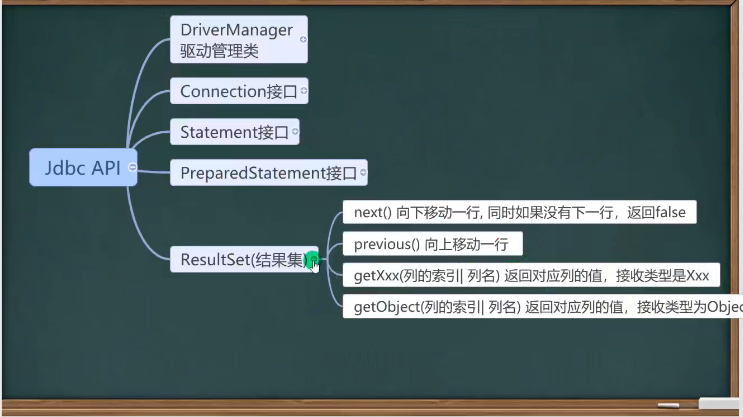 DriverManager
驱动管理类
Connection接口
Statement接口
Jdbc API
PreparedStatement接口
ResultSet(结果集)
next() 向下移动一行, 同时如果没有下一行，返回false
previous() 向上移动一行
getXxx(列的索引| 列名) 返回对应列的值，接收类型是Xxx
getObject(列的索引| 列名) 返回对应列的值，接收类型为Objec